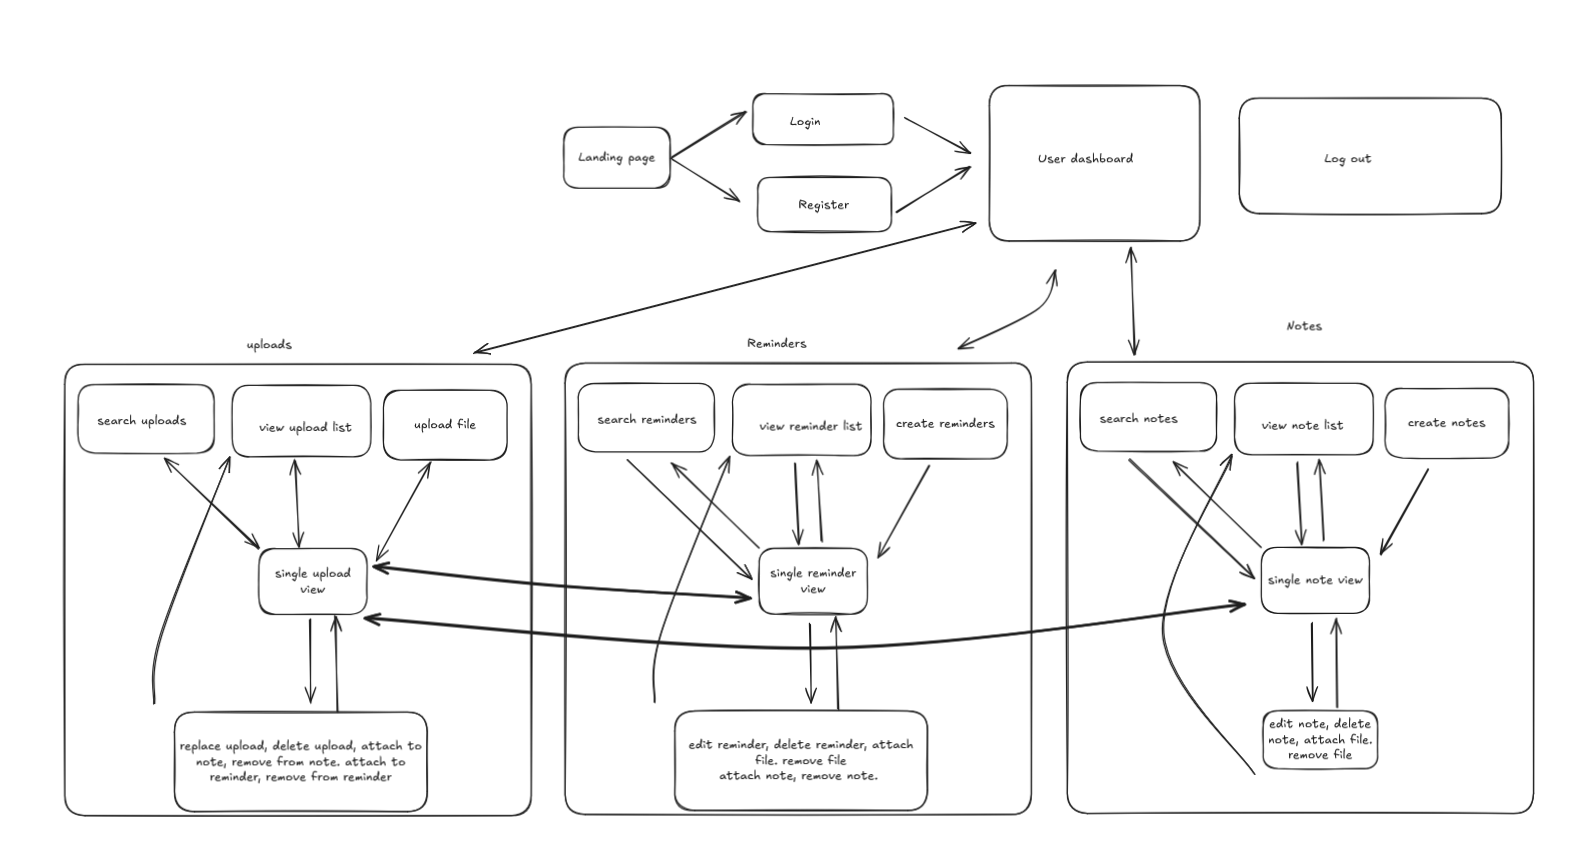 Landing page
Login
Register
User dashboard
Log out
uploads
search uploads
view upload list
upload file
single upload
view
replace upload, delete upload, attach to
note, remove from note. attach to
reminder, remove from reminder
Reminders
search reminders
view reminder list
create reminders
single reminder
view
edit reminder, delete reminder, attach
file. remove file
attach note, remove note.
Notes
search notes
view note list
create notes
single note view
edit note, delete
note, attach file.
remove file